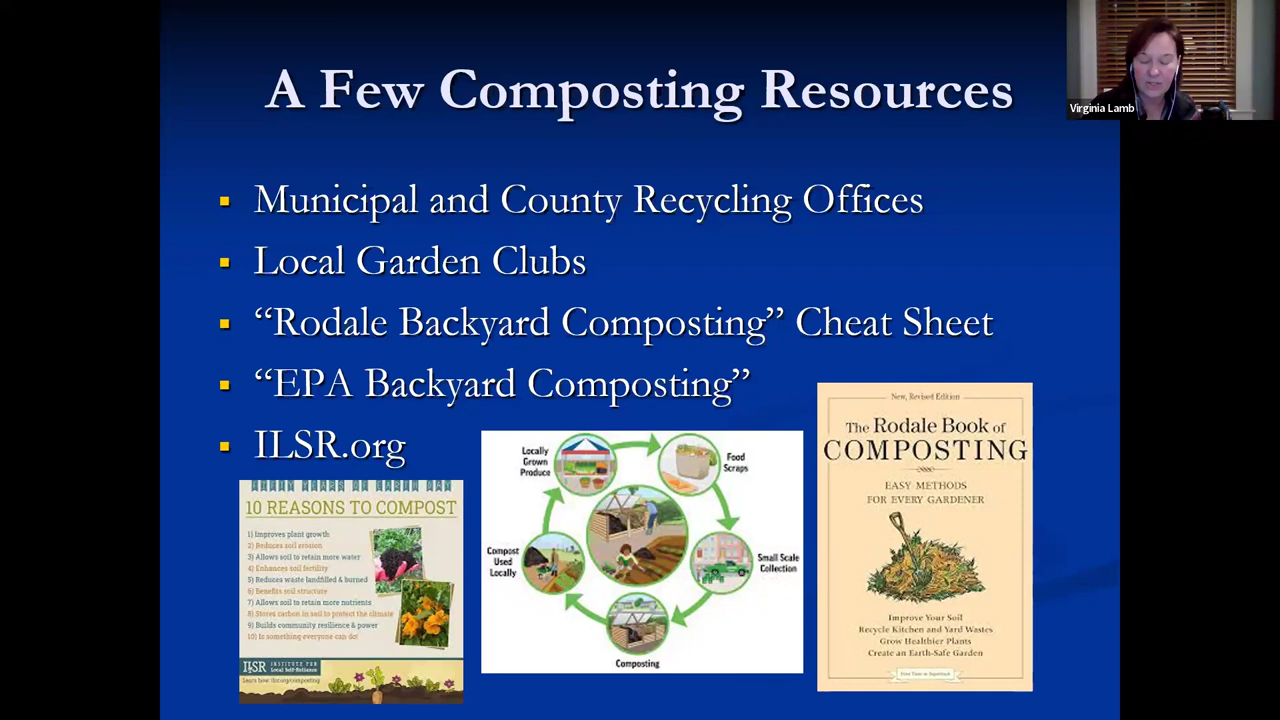 A Few Composting Resources
Virginia Lamb
Municipal and County Recycling Offices
Local Garden Clubs
“Rodale Backyard Composting” Cheat Sheet
“EPA Backyard Composting”
ILSR.org
10 REASONS TO COMPOST
1) Improves plant growth
2) Reduces soil erosion
3) Allows soil to retain more water
4) Enhances soil fertility
5) Reduces waste landfilled & burned
6) Benefits soil structure
7) Allows soil to retain more nutrients
8) Stores carbon in soil to protect the climate
9) Builds community resilience & power
10) Is something everyone can do!
ILSR INSTITUTE FOR
Local Self-Reliance
Learn more: ilsr.org/composting
Locally
Grown
Produce
Food
Scraps
Compost
Used
Locally
Small Scale
Collection
Composting
New, Revised Edition
The Rodale Book of
COMPOSTING
EASY METHODS
FOR EVERY GARDENER
Improve Your Soil
Recycle Kitchen and Yard Wastes
Grow Healthier Plants
Create an Earth-Safe Garden